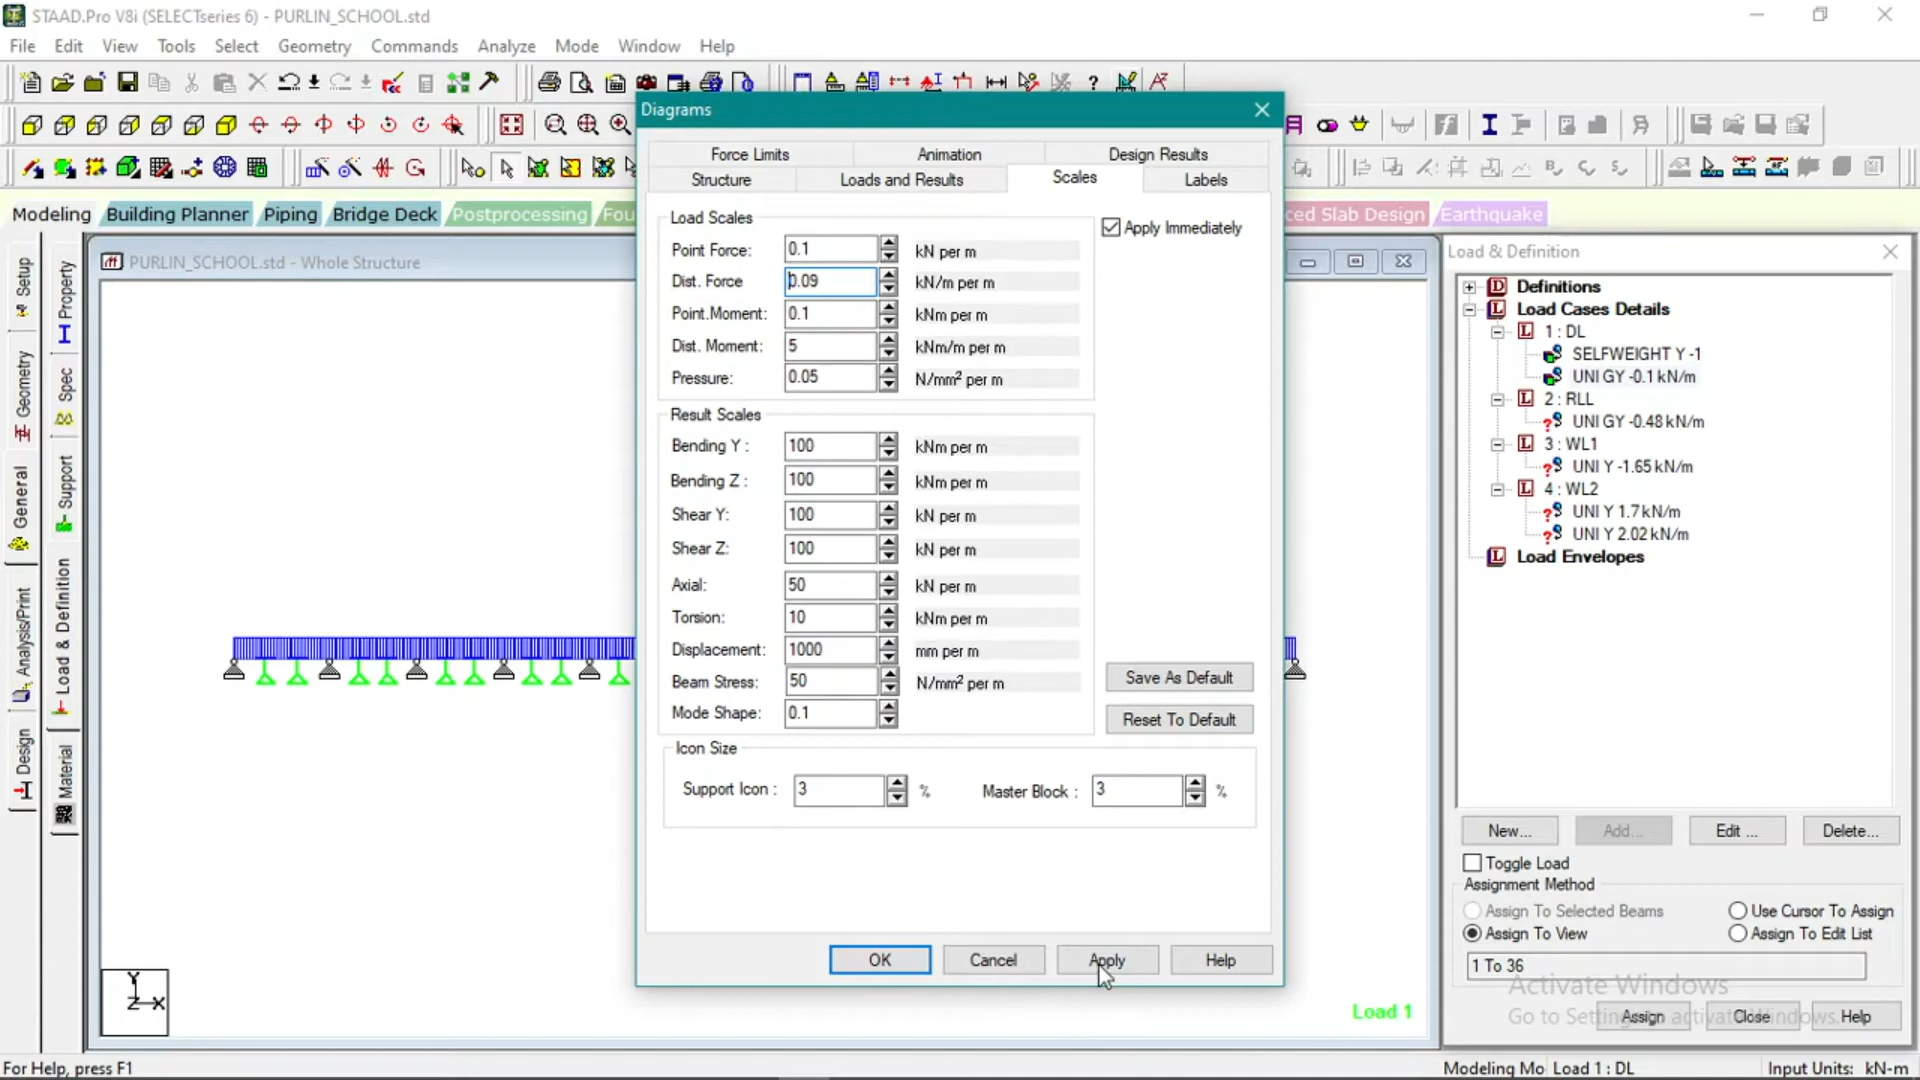 STAAD.Pro V8i (SELECTseries 6) - PURLIN_SCHOOL.std
File Edit View Tools Select Geometry Commands Analyze Mode Window Help
Diagrams
Force Limits Animation Design Results
Structure Loads and Results Scales Labels
Modeling Building Planner Piping Bridge Deck Postprocessing Fou
ced Slab Design Earthquake
PURLIN_SCHOOL.std - Whole Structure
Setup
Geometry
General
Analysis/Print
Design
Property
Spec
Support
Load & Definition
Material
Load Scales
Apply Immediately
Point Force: 0.1 kN per m
Dist. Force 0.09 kN/m per m
Point.Moment: 0.1 kNm per m
Dist. Moment: 5 kNm/m per m
Pressure: 0.05 N/mm² per m
Result Scales
Bending Y : 100 kNm per m
Bending Z : 100 kNm per m
Shear Y: 100 kN per m
Shear Z: 100 kN per m
Axial: 50 kN per m
Torsion: 10 kNm per m
Displacement: 1000 mm per m
Beam Stress: 50 N/mm² per m
Mode Shape: 0.1
Save As Default
Reset To Default
Icon Size
Support Icon : 3 %
Master Block : 3 %
OK Cancel Apply Help
Y
Z X
Load 1
Load & Definition
D Definitions
L Load Cases Details
L 1 : DL
SELFWEIGHT Y -1
UNI GY -0.1 kN/m
L 2 : RLL
UNI GY -0.48 kN/m
L 3 : WL1
UNI Y -1.65 kN/m
L 4 : WL2
UNI Y 1.7 kN/m
UNI Y 2.02 kN/m
L Load Envelopes
New... Add... Edit ... Delete...
Toggle Load
Assignment Method
Assign To Selected Beams Use Cursor To Assign
Assign To View Assign To Edit List
1 To 36
Activate Windows
Go to Settings to activate Windows.
Assign Close Help
For Help, press F1
Modeling Mo Load 1 : DL Input Units: kN-m